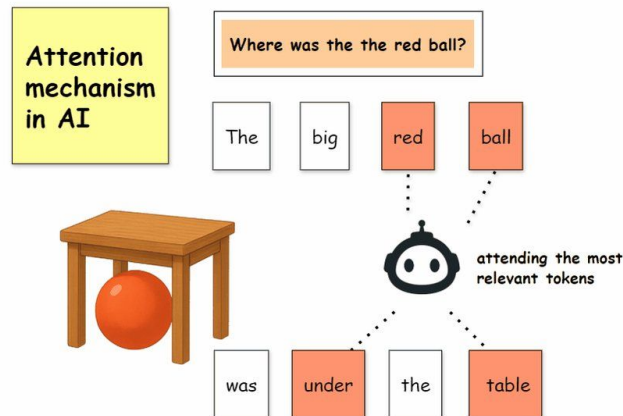 Attention
mechanism
in AI
Where was the the red ball?
The big red ball
attending the most
relevant tokens
was under the table